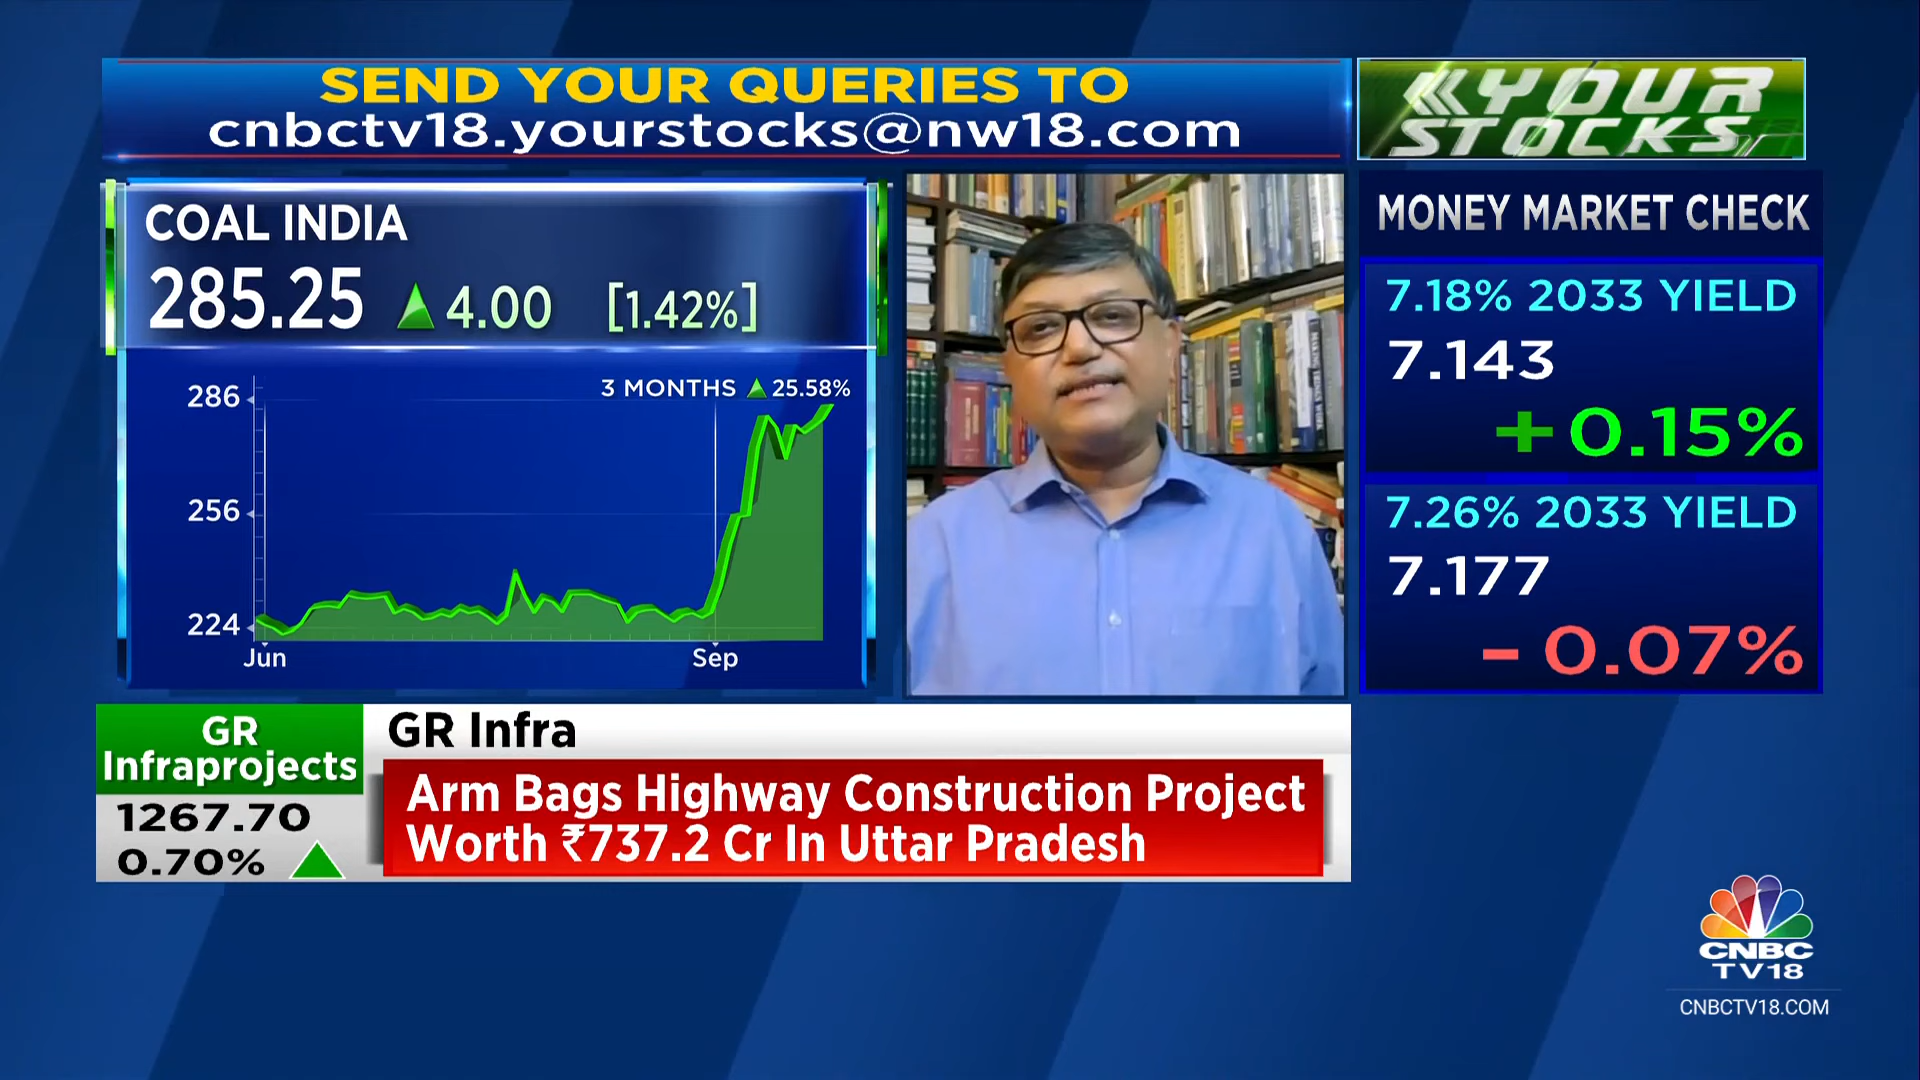 SEND YOUR QUERIES TO
cnbctv18.yourstocks@nw18.com
YOUR
STOCKS
COAL INDIA
285.25 ▲ 4.00 [1.42%]
3 MONTHS ▲ 25.58%
286
256
224
Jun Sep
MONEY MARKET CHECK
7.18% 2033 YIELD
7.143
+0.15%
7.26% 2033 YIELD
7.177
- 0.07%
GR
Infraprojects
1267.70
0.70%
GR Infra
Arm Bags Highway Construction Project
Worth ₹737.2 Cr In Uttar Pradesh
CNBC
TV18
CNBCTV18.COM